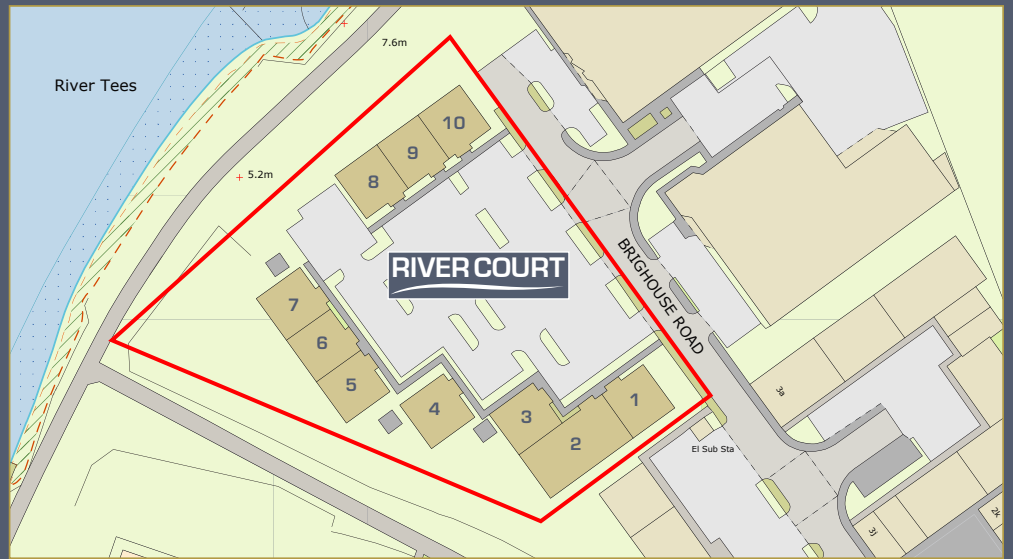 7.6m
River Tees
10
9
8
5.2m
RIVER COURT
BRIGHOUSE ROAD
7
6
5
4
3
2
1
3a
El Sub Sta
2k
3j